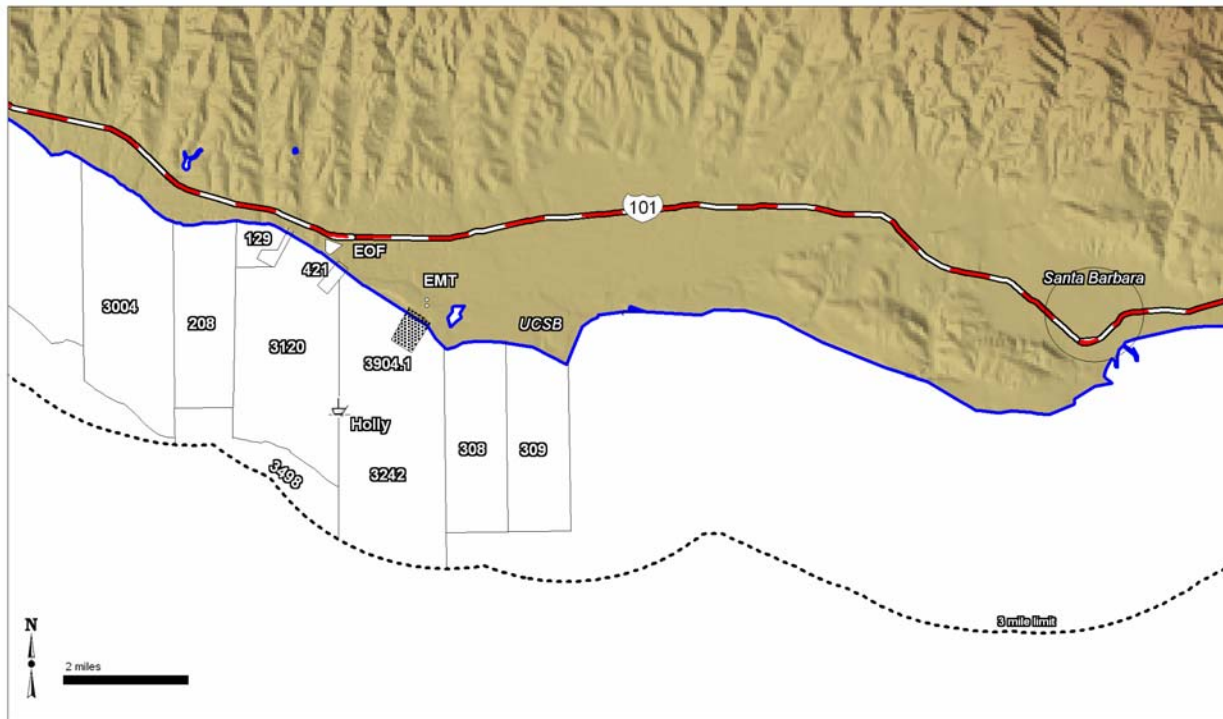 101
129
EOF
421
EMT
Santa Barbara
3004
208
UCSB
3120
3904.1
Holly
308
309
3498
3242
3 mile limit
N
2 miles